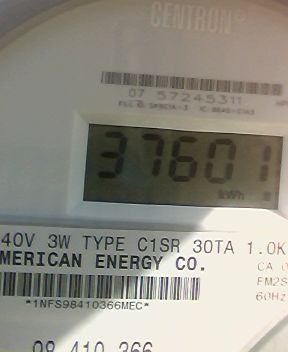 CENTRON®
07 57245311
37601
kWh
40V 3W TYPE C1SR 30TA 1.0K
MERICAN ENERGY CO.
CA 0
FM2S
60Hz
*1NFS98410366MEC*
98 410 366